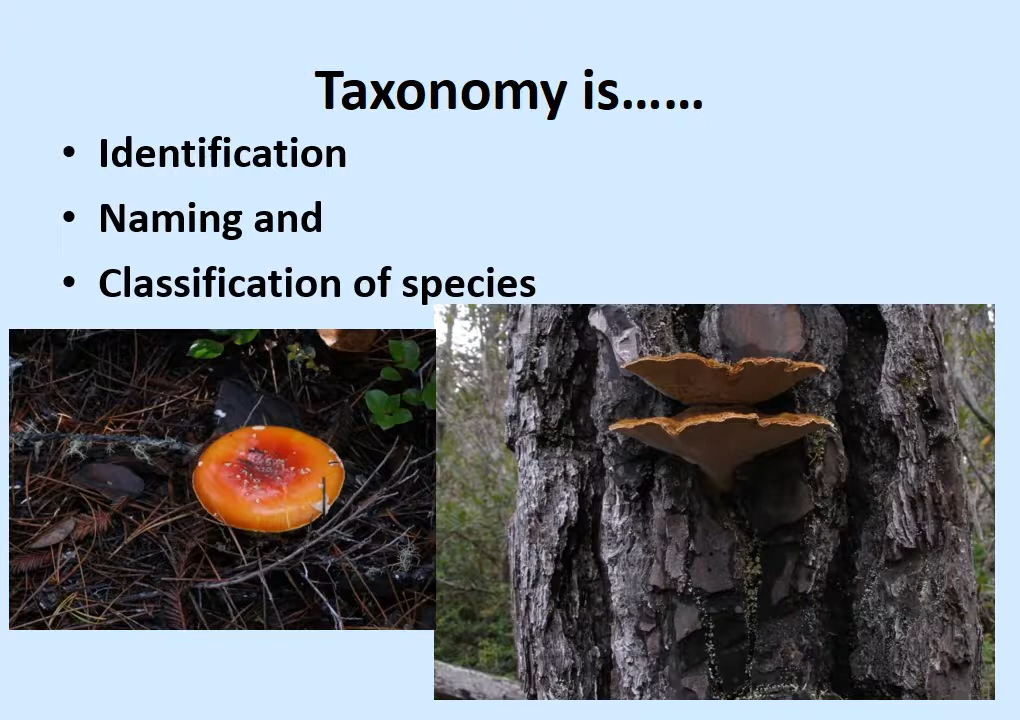 Taxonomy is……
• Identification
• Naming and
• Classification of species